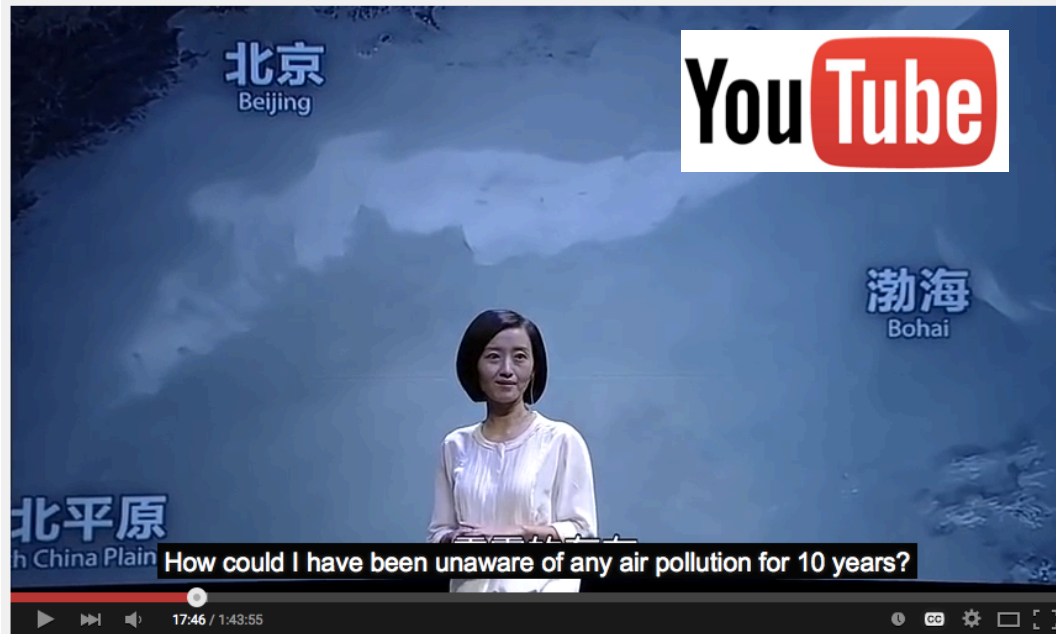 北京
Beijing
YouTube
渤海
Bohai
北平原
h China Plain
How could I have been unaware of any air pollution for 10 years?
17:46 / 1:43:55
CC